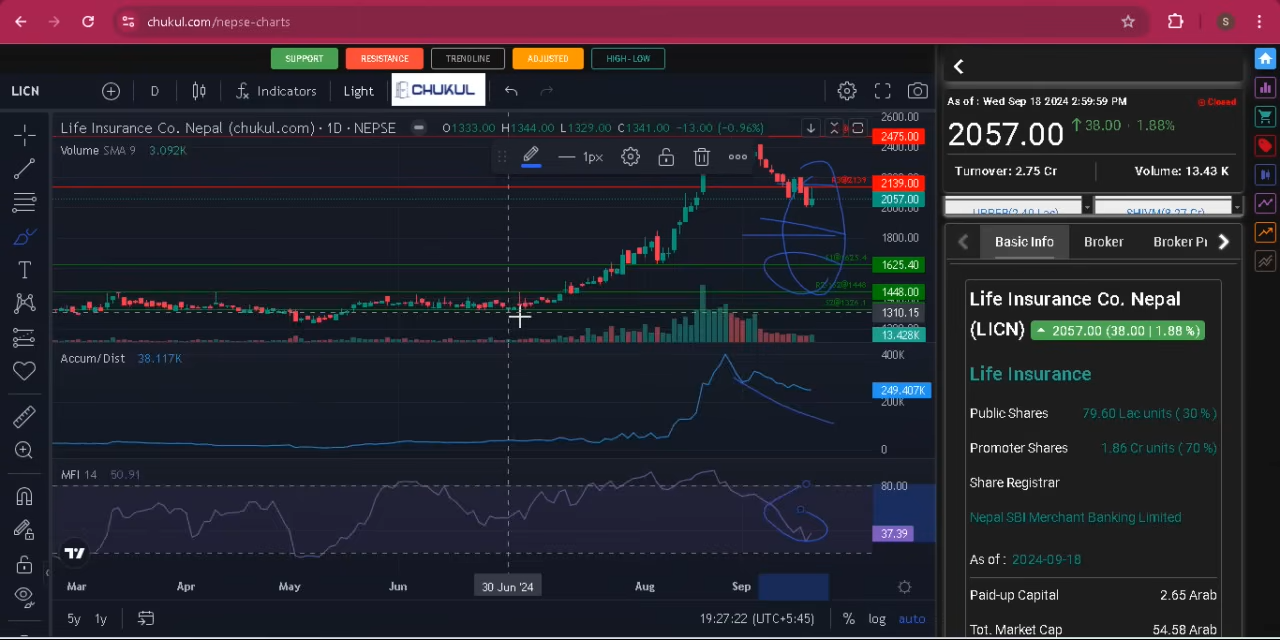 chukul.com/nepse-charts
S
SUPPORT RESISTANCE TRENDLINE ADJUSTED HIGH-LOW
LICN D Indicators Light CHUKUL
Life Insurance Co. Nepal (chukul.com) · 1D · NEPSE O1333.00 H1344.00 L1329.00 C1341.00 -13.00 (-0.96%)
Volume SMA 9 3.092K
1px
2600.00
2475.00
2400.00
2139.00
2057.00
2000.00
1800.00
1625.40
1448.00
1310.15
13.428K
Accum/Dist 38.117K
400K
249.407K
200K
0
MFI 14 50.91
80.00
37.39
Mar Apr May Jun 30 Jun '24 Aug Sep
5y 1y 19:27:22 (UTC+5:45) % log auto
As of : Wed Sep 18 2024 2:59:59 PM Closed
2057.00 38.00 · 1.88%
Turnover: 2.75 Cr Volume: 13.43 K
Basic Info Broker Broker Pr
Life Insurance Co. Nepal
(LICN) 2057.00 (38.00 | 1.88 %)
Life Insurance
Public Shares 79.60 Lac units ( 30 % )
Promoter Shares 1.86 Cr units ( 70 %)
Share Registrar
Nepal SBI Merchant Banking Limited
As of : 2024-09-18
Paid-up Capital 2.65 Arab
Tot. Market Cap 54.58 Arab